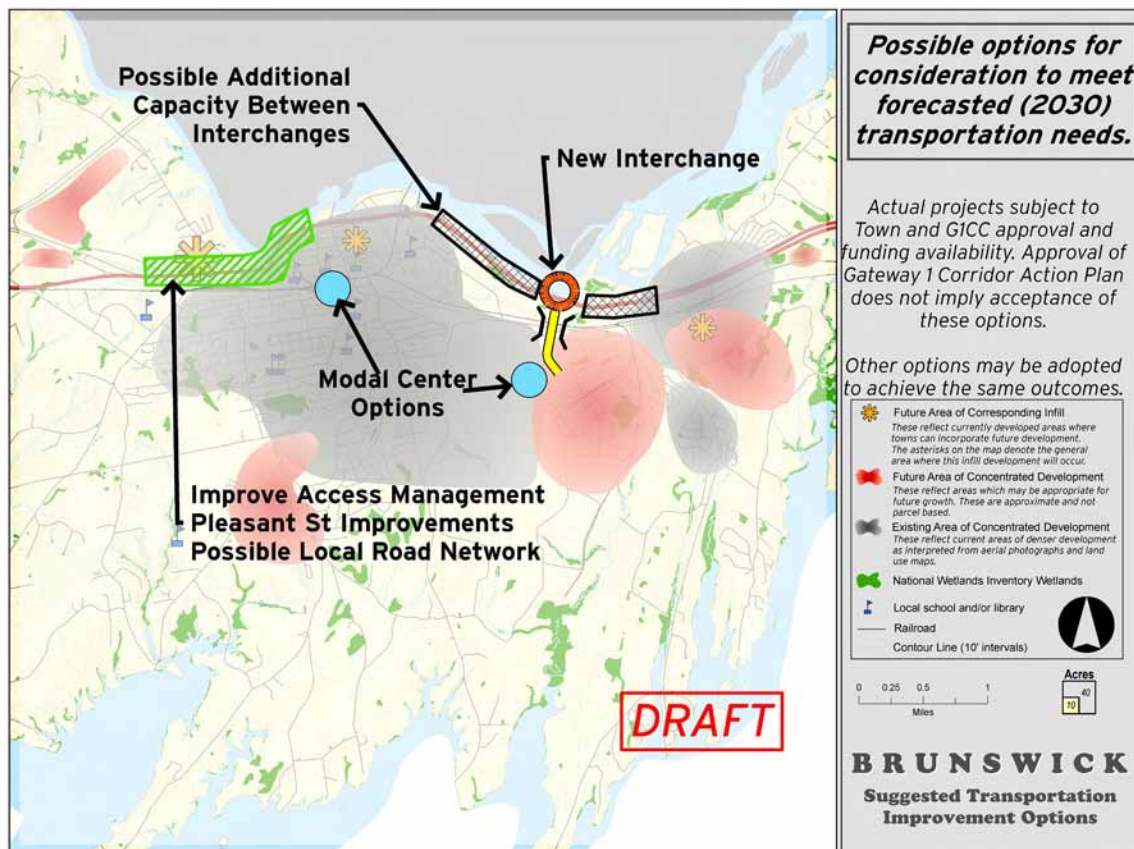 Possible Additional
Capacity Between
Interchanges
New Interchange
Modal Center
Options
Improve Access Management
Pleasant St Improvements
Possible Local Road Network
DRAFT
Possible options for
consideration to meet
forecasted (2030)
transportation needs.
Actual projects subject to
Town and G1CC approval and
funding availability. Approval of
Gateway 1 Corridor Action Plan
does not imply acceptance of
these options.
Other options may be adopted
to achieve the same outcomes.
Future Area of Corresponding Infill
These reflect currently developed areas where
towns can incorporate future development.
The asterisks on the map denote the general
area where this infill development will occur.
Future Area of Concentrated Development
These reflect areas which may be appropriate for
future growth. These are approximate and not
parcel based.
Existing Area of Concentrated Development
These reflect current areas of denser development
as interpreted from aerial photographs and land
use maps.
National Wetlands Inventory Wetlands
Local school and/or library
Railroad
Contour Line (10' intervals)
0 0.25 0.5 1
Miles
Acres
40
10
BRUNSWICK
Suggested Transportation
Improvement Options